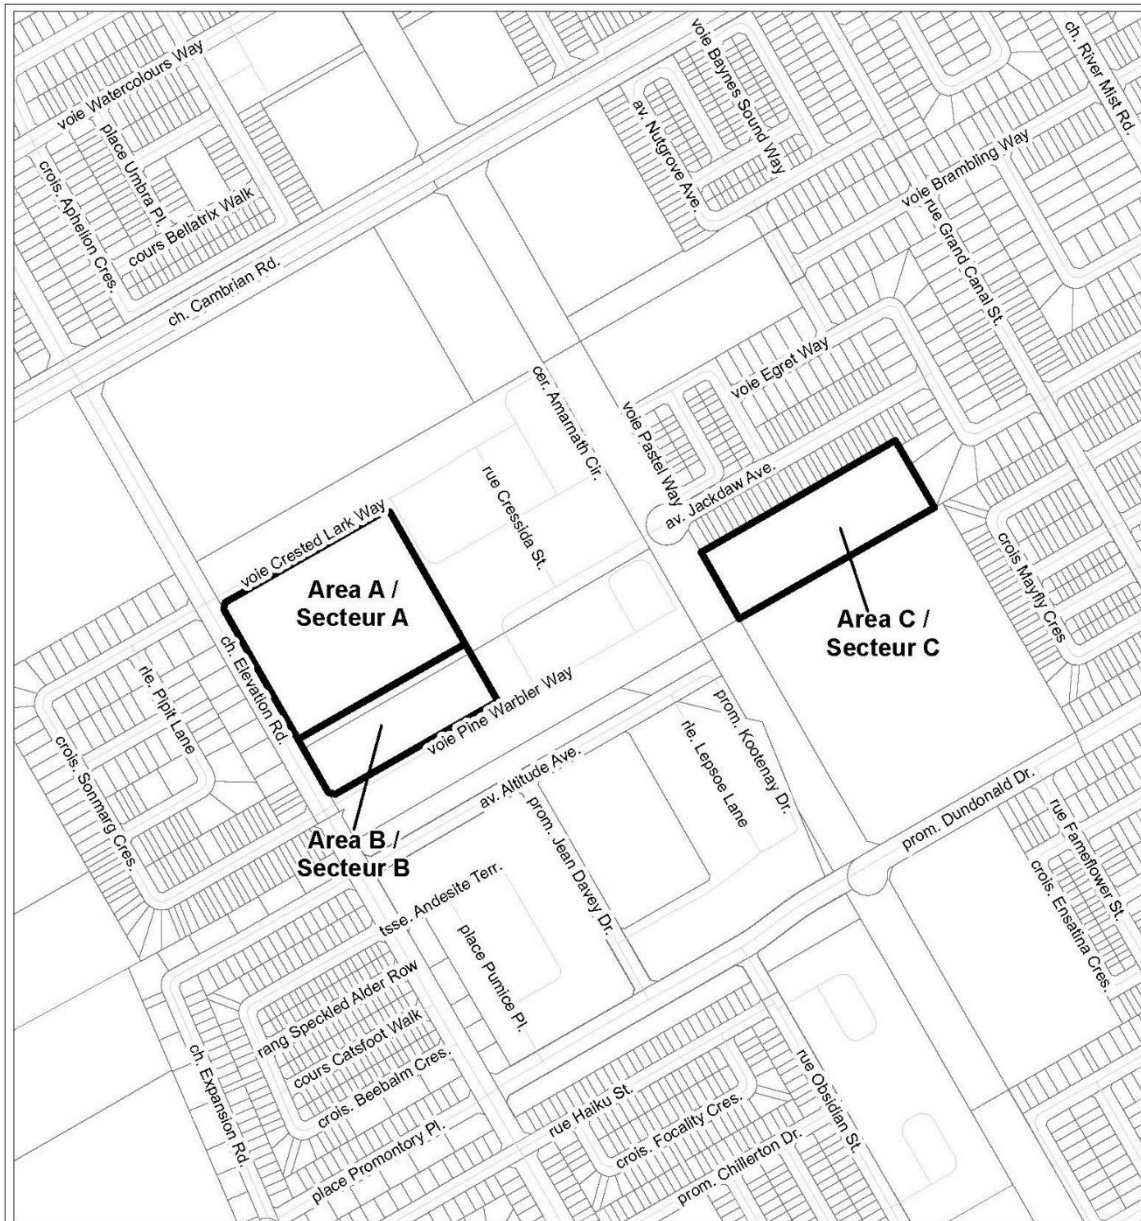 voie Watercolours Way
place Umbra Pl.
crois. Aphelion Cres.
cours Bellatrix Walk
ch. Cambrian Rd.
voie Baynes Sound Way
av. Nutgrove Ave.
ch. River Mist Rd.
voie Brambling Way
rue Grand Canal St.
voie Egret Way
cer. Amarnath Cir.
voie Pastel Way
av. Jackdaw Ave.
rue Cressida St.
voie Crested Lark Way
Area A /
Secteur A
Area C /
Secteur C
crois Mayfly Cres
ch. Elevation Rd.
rle. Pipit Lane
crois. Sonmarg Cres.
voie Pine Warbler Way
av. Altitude Ave.
Area B /
Secteur B
prom. Kootenay Dr.
rle. Lepsoe Lane
prom. Jean Davey Dr.
prom. Dundonald Dr.
rue Fameflower St.
crois. Ensatina Cres.
tsse. Andesite Terr.
place Pumice Pl.
rang Speckled Alder Row
cours Catsfoot Walk
crois. Beebalm Cres.
ch. Expansion Rd.
place Promontory Pl.
rue Haiku St.
crois. Focality Cres.
prom. Chillerton Dr.
rue Obsidian St.